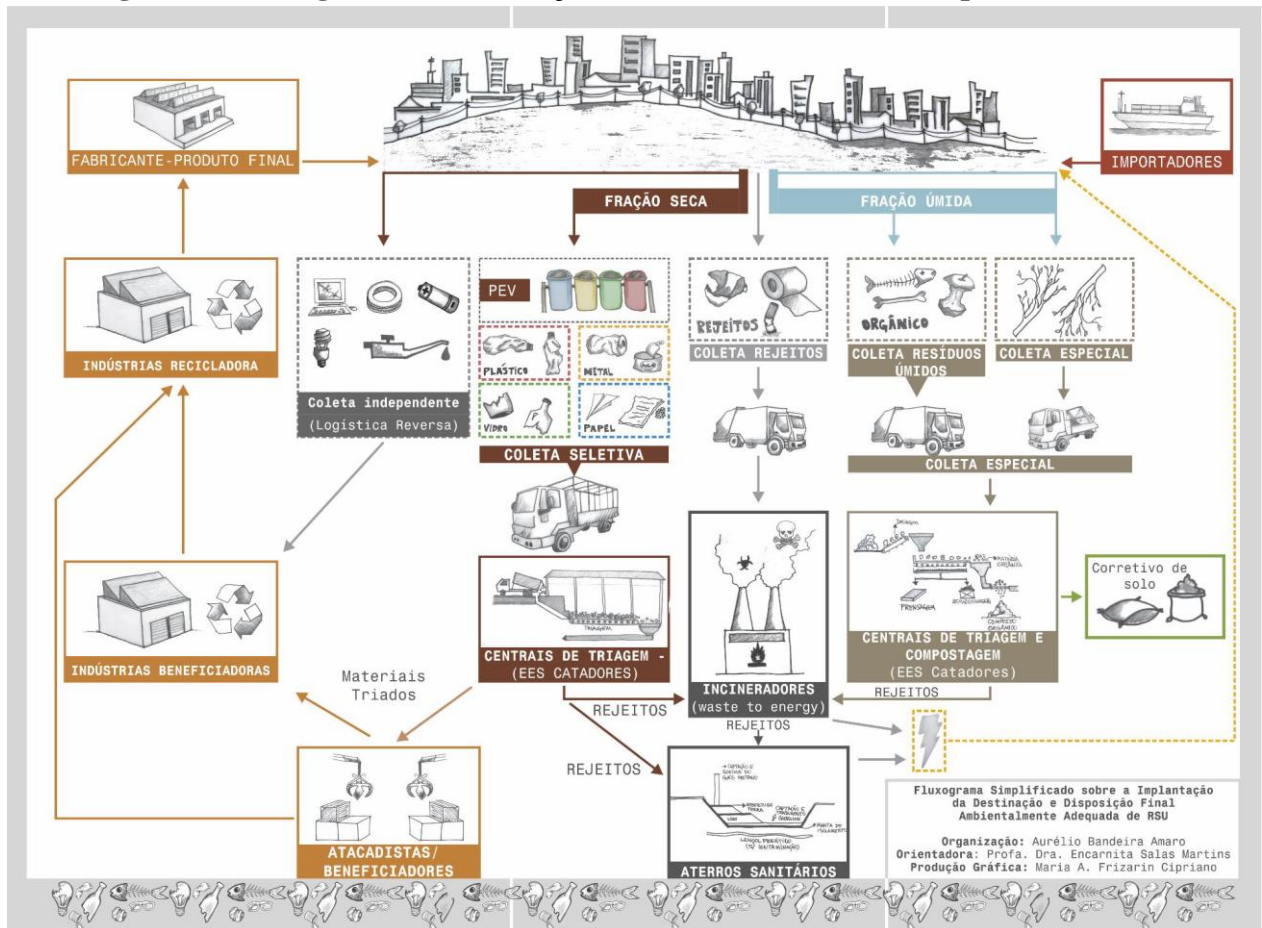 FABRICANTE-PRODUTO FINAL
IMPORTADORES
FRAÇÃO SECA
FRAÇÃO ÚMIDA
INDÚSTRIAS RECICLADORA
Coleta independente
(Logística Reversa)
PEV
PLÁSTICO
METAL
VIDRO
PAPEL
COLETA SELETIVA
REJEITOS
COLETA REJEITOS
ORGÂNICO
COLETA RESÍDUOS
ÚMIDOS
COLETA ESPECIAL
COLETA ESPECIAL
INDÚSTRIAS BENEFICIADORAS
TRIAGEM
CENTRAIS DE TRIAGEM -
(EES CATADORES)
INCINERADORES
(waste to energy)
PRENSAGEM
CENTRAIS DE TRIAGEM E
COMPOSTAGEM
(EES Catadores)
Corretivo de
solo
Materiais
Triados
REJEITOS
REJEITOS
REJEITOS
REJEITOS
ATACADISTAS/
BENEFICIADORES
ATERROS SANITÁRIOS
Fluxograma Simplificado sobre a Implantação
da Destinação e Disposição Final
Ambientalmente Adequada de RSU
Organização: Aurélio Bandeira Amaro
Orientadora: Profa. Dra. Encarnita Salas Martins
Produção Gráfica: Maria A. Frizarin Cipriano